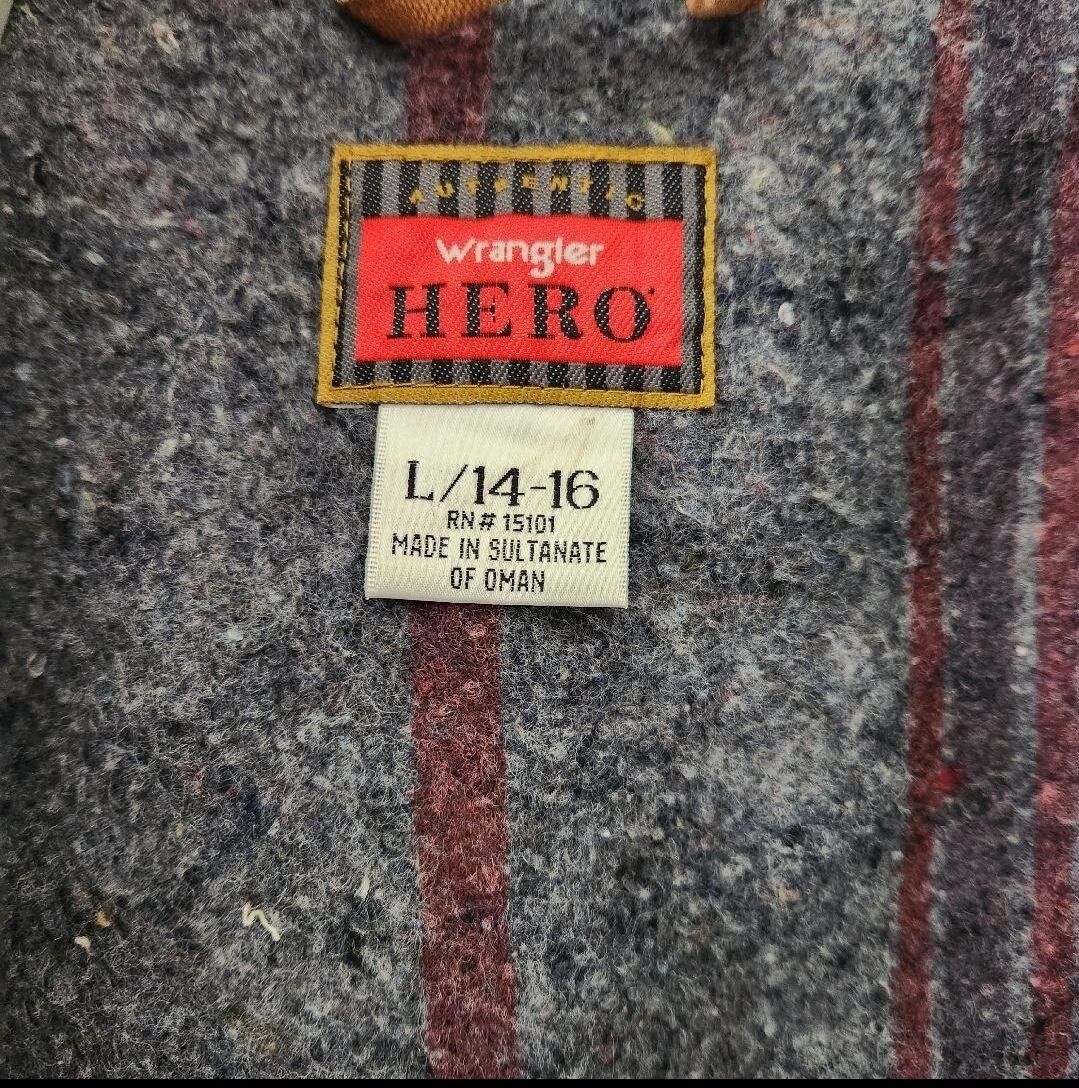 AUTHENTIC
Wrangler
HERO
L/14-16
RN# 15101
MADE IN SULTANATE
OF OMAN